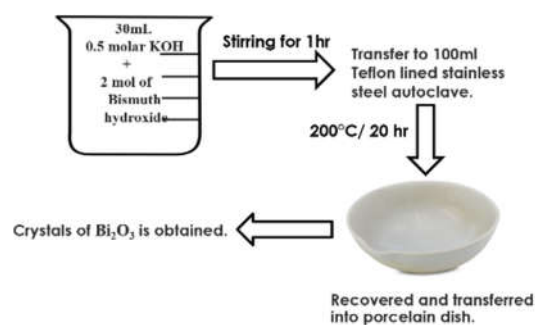 30mL
0.5 molar KOH
+
2 mol of
Bismuth
hydroxide
Stirring for 1hr
Transfer to 100ml
Teflon lined stainless
steel autoclave.
200°C/ 20 hr
Crystals of Bi₂O₃ is obtained.
Recovered and transferred
into porcelain dish.